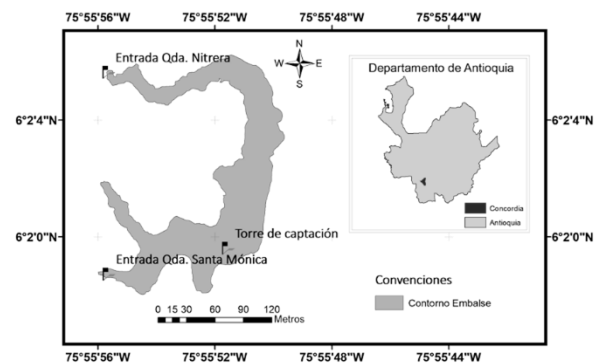 75°55'56"W 75°55'52"W 75°55'48"W 75°55'44"W
Entrada Qda. Nitrera
N
W E
S
Departamento de Antioquia
6°2'4"N 6°2'4"N
Concordia
Antioquia
Torre de captación
6°2'0"N 6°2'0"N
Entrada Qda. Santa Mónica
Convenciones
Contorno Embalse
0 15 30 60 90 120
Metros
75°55'56"W 75°55'52"W 75°55'48"W 75°55'44"W